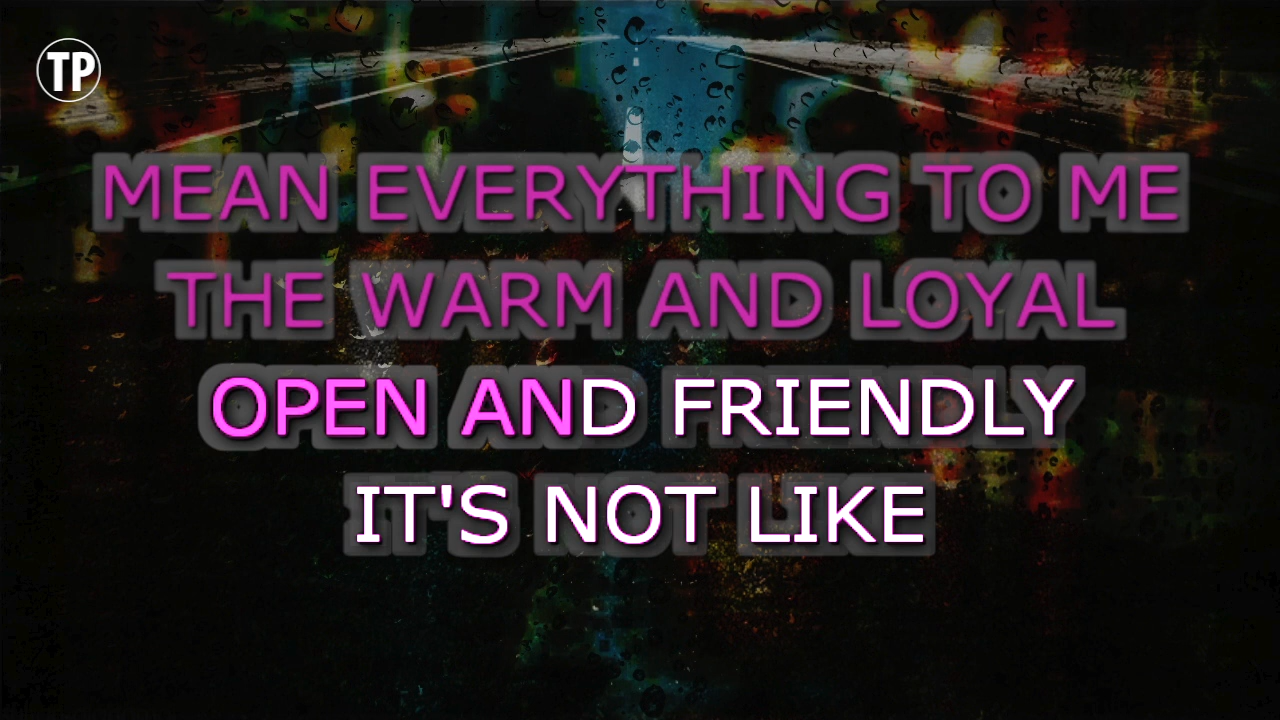 TP
MEAN EVERYTHING TO ME
THE WARM AND LOYAL
OPEN AND FRIENDLY
IT'S NOT LIKE